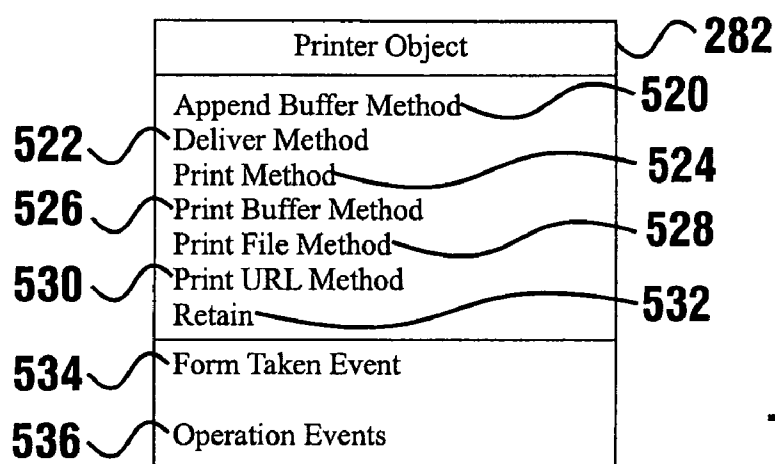 Printer Object 282
Append Buffer Method 520
522 Deliver Method
Print Method 524
526 Print Buffer Method
Print File Method 528
530 Print URL Method
Retain 532
534 Form Taken Event
536 Operation Events